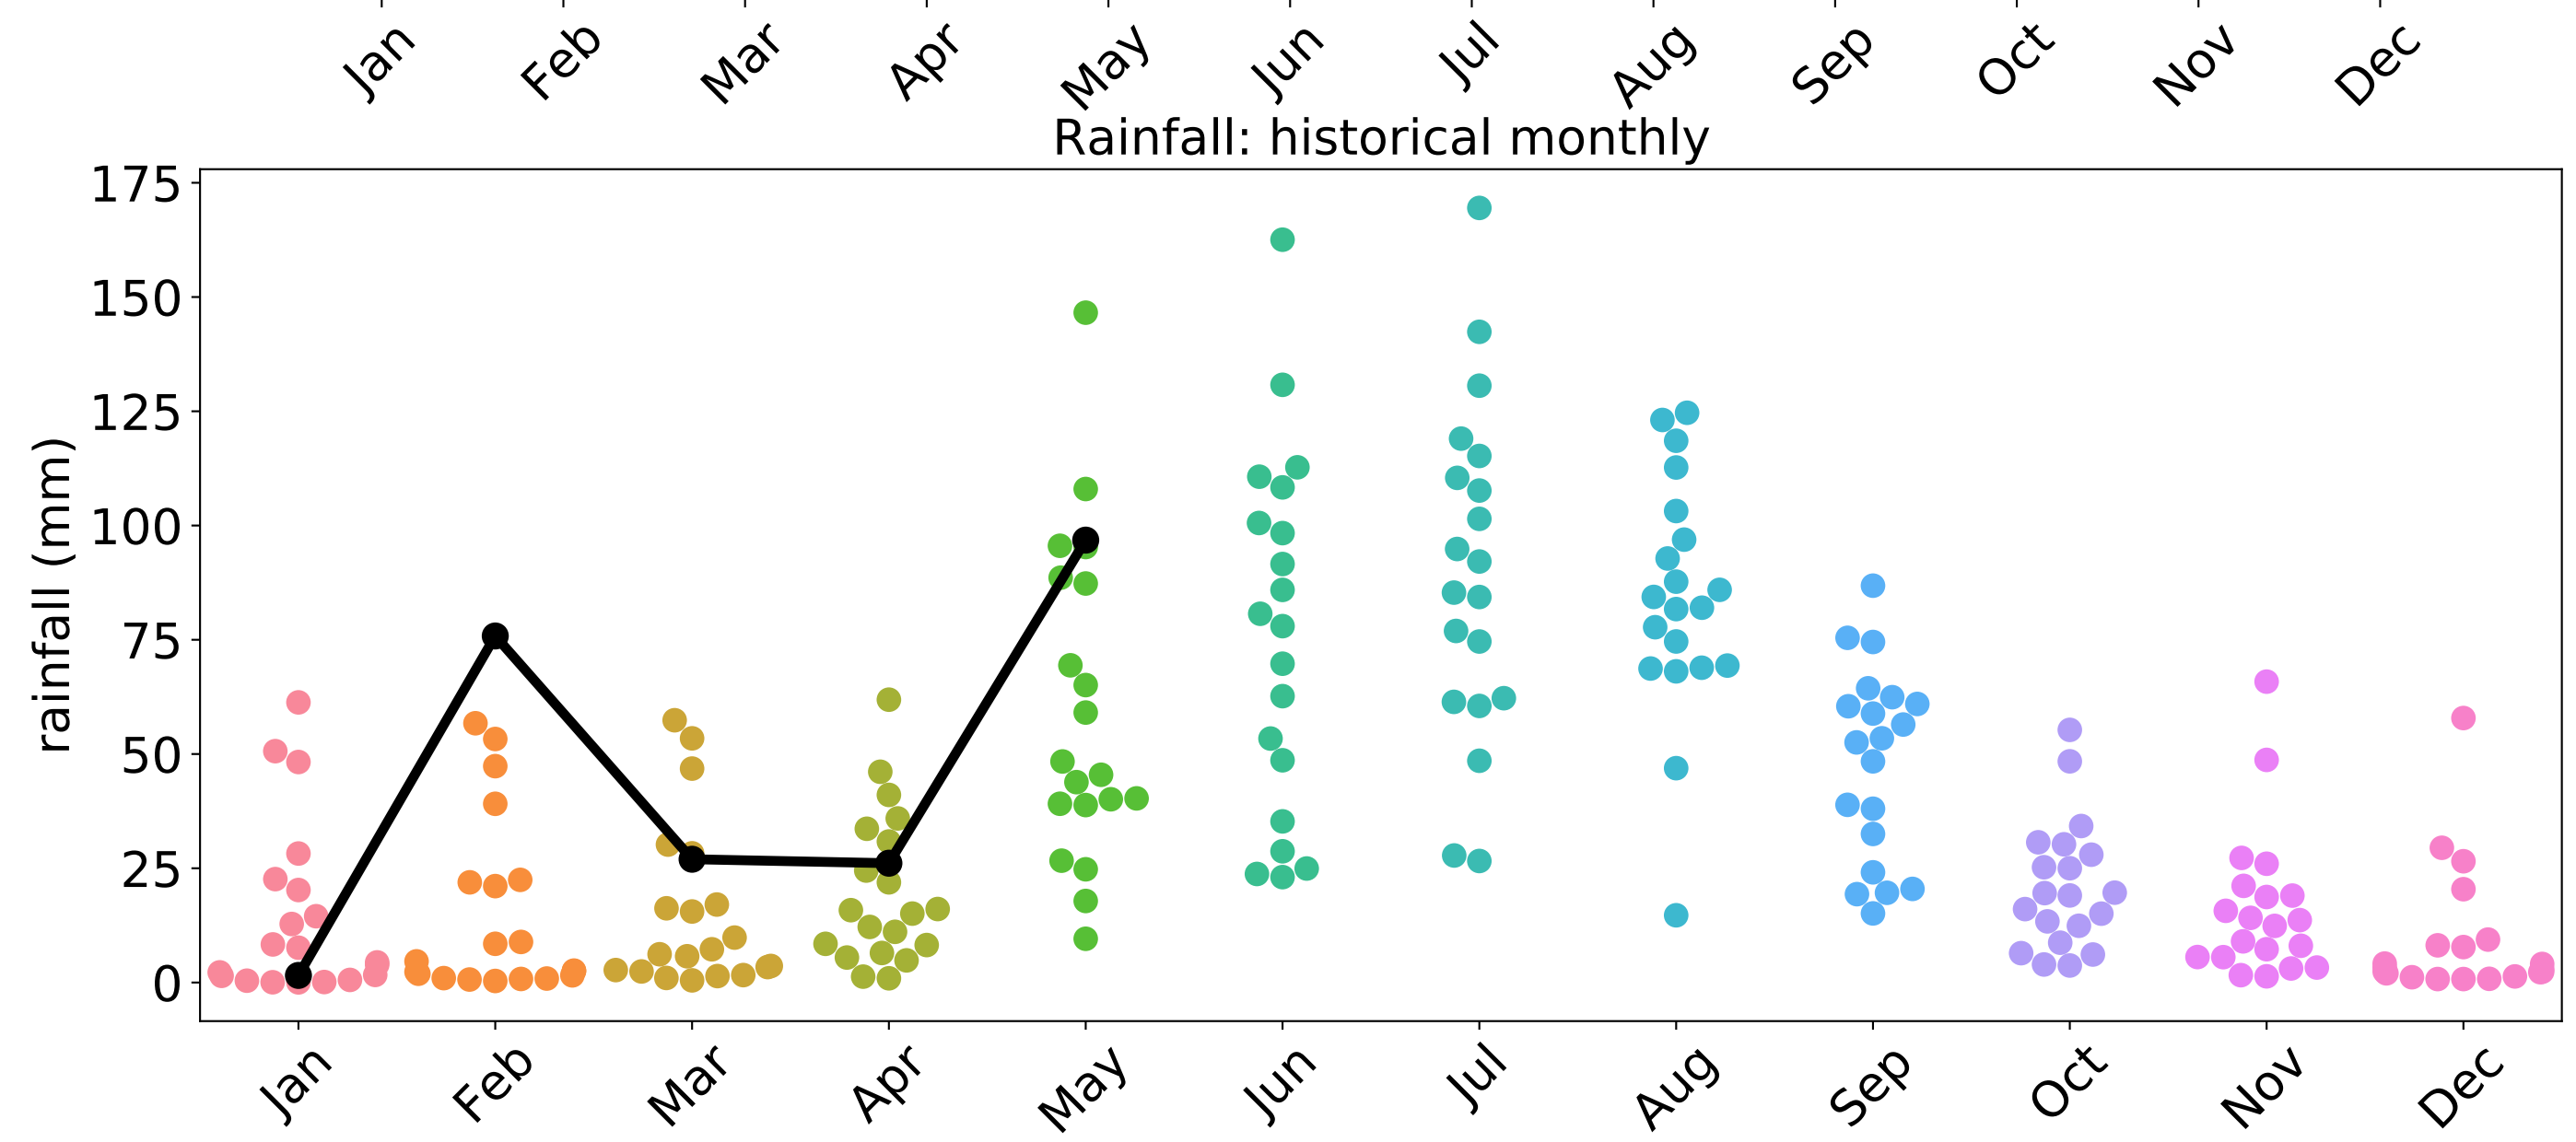 Jan Feb Mar Apr May Jun Jul Aug Sep Oct Nov Dec
Rainfall: historical monthly
175
150
125
100
75
50
25
0
rainfall (mm)
Jan Feb Mar Apr May Jun Jul Aug Sep Oct Nov Dec